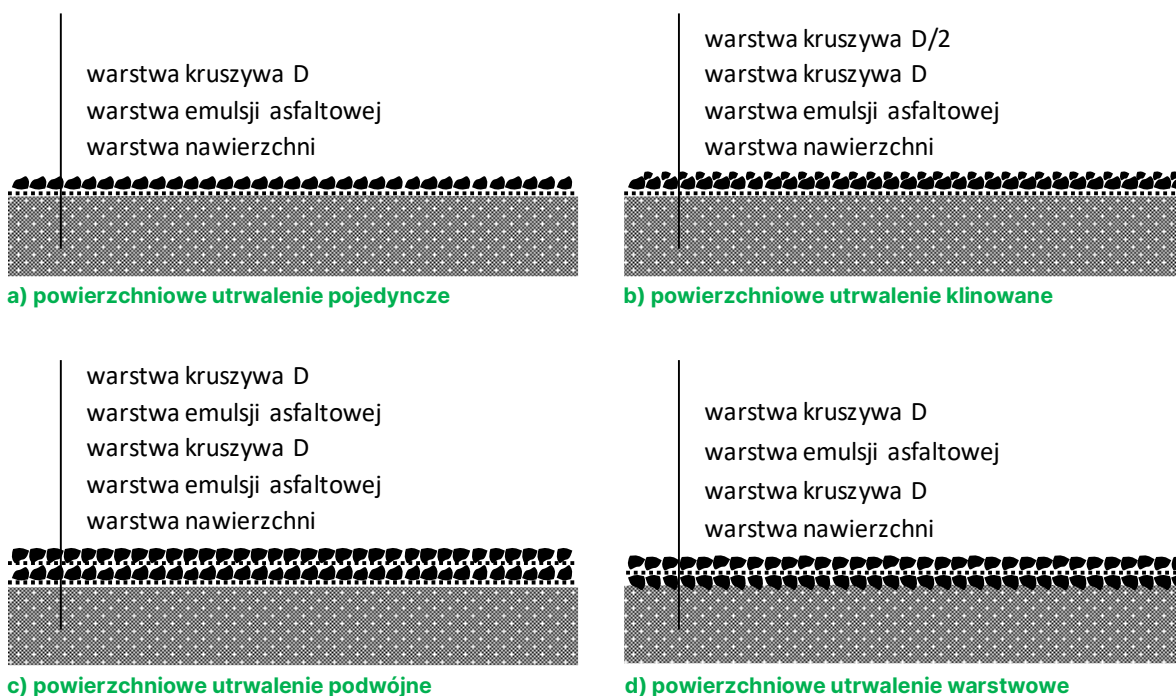 warstwa kruszywa D
warstwa emulsji asfaltowej
warstwa nawierzchni
a) powierzchniowe utrwalenie pojedyncze
warstwa kruszywa D/2
warstwa kruszywa D
warstwa emulsji asfaltowej
warstwa nawierzchni
b) powierzchniowe utrwalenie klinowane
warstwa kruszywa D
warstwa emulsji asfaltowej
warstwa kruszywa D
warstwa emulsji asfaltowej
warstwa nawierzchni
c) powierzchniowe utrwalenie podwójne
warstwa kruszywa D
warstwa emulsji asfaltowej
warstwa kruszywa D
warstwa nawierzchni
d) powierzchniowe utrwalenie warstwowe